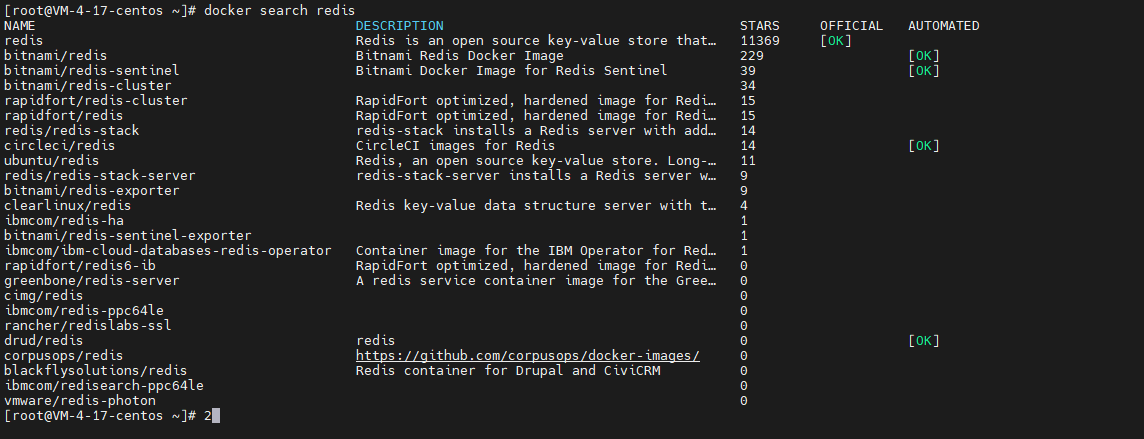 [root@VM-4-17-centos ~]# docker search redis
NAME DESCRIPTION STARS OFFICIAL AUTOMATED
redis Redis is an open source key-value store that… 11369 [OK]
bitnami/redis Bitnami Redis Docker Image 229 [OK]
bitnami/redis-sentinel Bitnami Docker Image for Redis Sentinel 39 [OK]
bitnami/redis-cluster 34
rapidfort/redis-cluster RapidFort optimized, hardened image for Redi… 15
rapidfort/redis RapidFort optimized, hardened image for Redi… 15
redis/redis-stack redis-stack installs a Redis server with add… 14
circleci/redis CircleCI images for Redis 14 [OK]
ubuntu/redis Redis, an open source key-value store. Long-… 11
redis/redis-stack-server redis-stack-server installs a Redis server w… 9
bitnami/redis-exporter 9
clearlinux/redis Redis key-value data structure server with t… 4
ibmcom/redis-ha 1
bitnami/redis-sentinel-exporter 1
ibmcom/ibm-cloud-databases-redis-operator Container image for the IBM Operator for Red… 1
rapidfort/redis6-ib RapidFort optimized, hardened image for Redi… 0
greenbone/redis-server A redis service container image for the Gree… 0
cimg/redis 0
ibmcom/redis-ppc64le 0
rancher/redislabs-ssl 0
drud/redis redis 0 [OK]
corpusops/redis https://github.com/corpusops/docker-images/ 0
blackflysolutions/redis Redis container for Drupal and CiviCRM 0
ibmcom/redisearch-ppc64le 0
vmware/redis-photon 0
[root@VM-4-17-centos ~]# 2